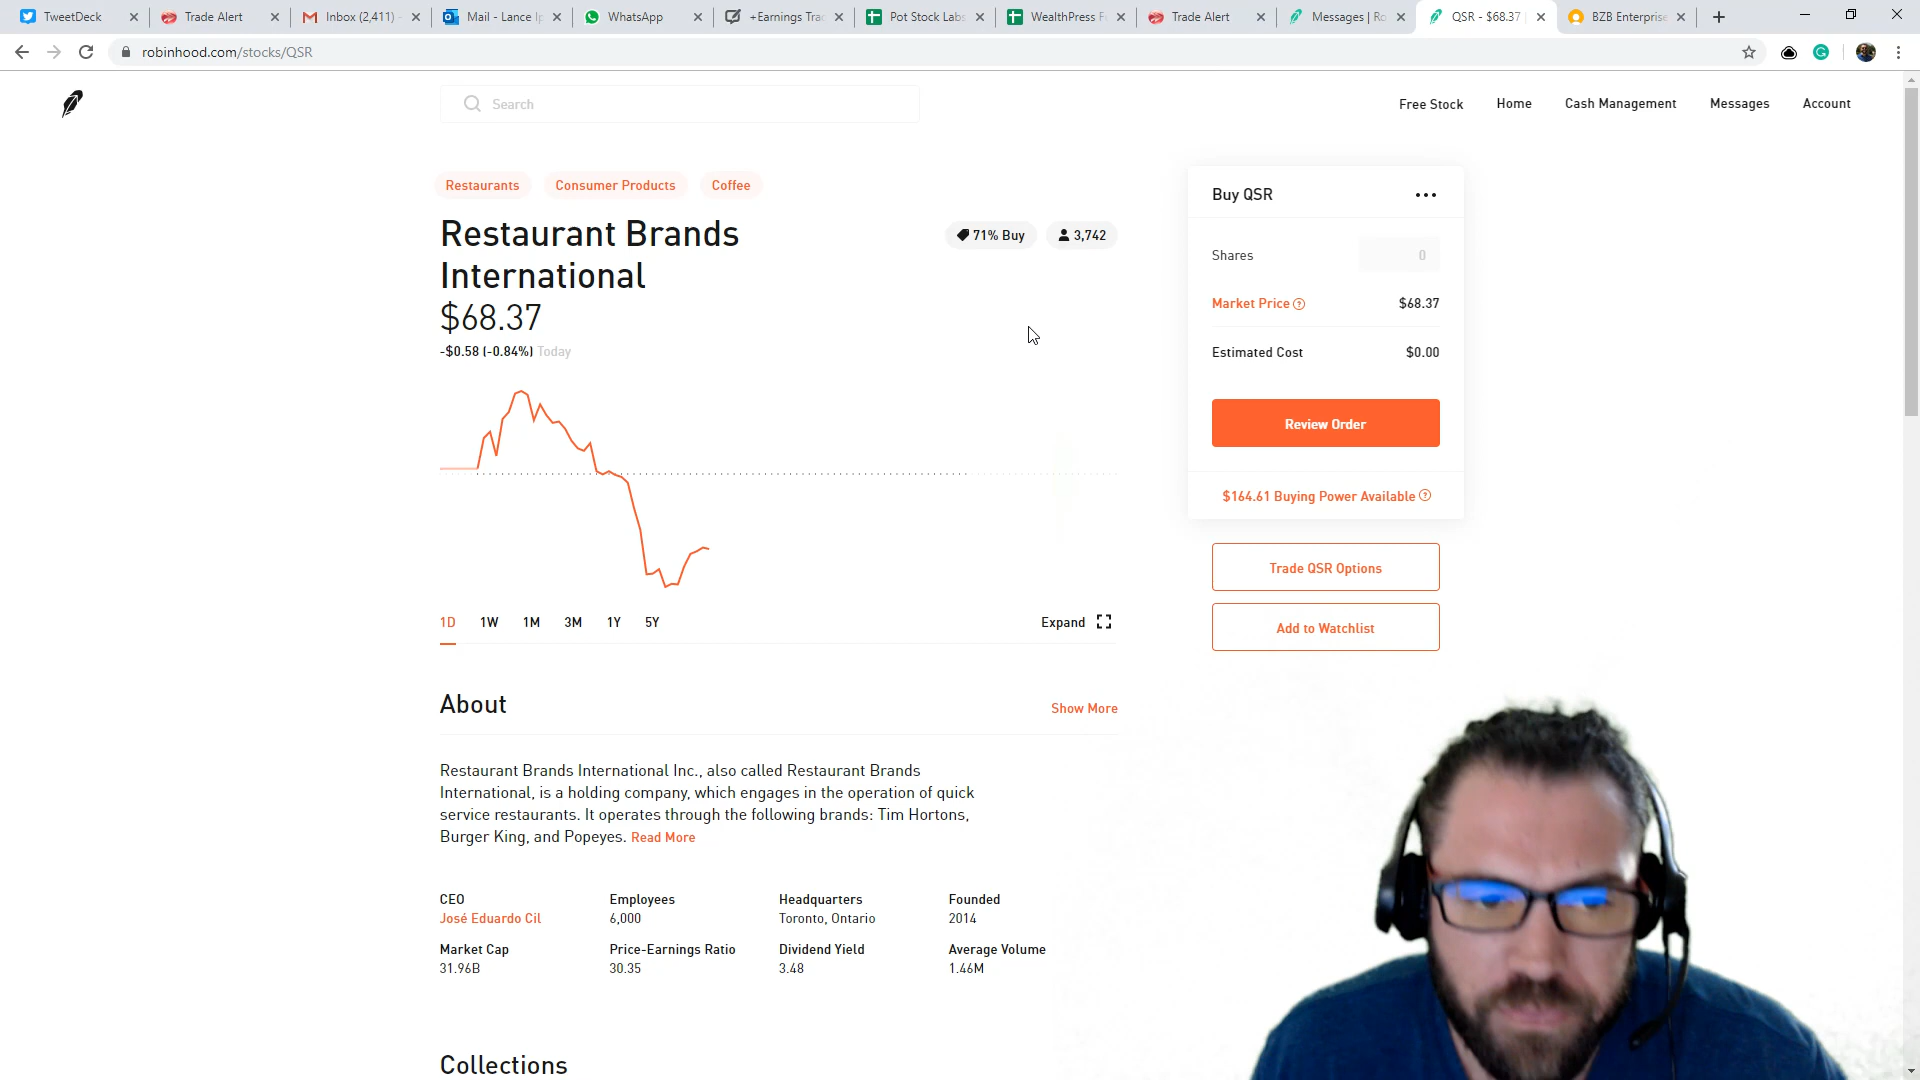 TweetDeck
Trade Alert
Inbox (2,411) -
Mail - Lance Ip
WhatsApp
+Earnings Trad
Pot Stock Labs
WealthPress F
Trade Alert
Messages | Ro
QSR - $68.37
BZB Enterprise
robinhood.com/stocks/QSR
Search
Free Stock
Home
Cash Management
Messages
Account
Restaurants
Consumer Products
Coffee
Restaurant Brands
International
71% Buy
3,742
$68.37
-$0.58 (-0.84%) Today
Buy QSR
Shares
0
Market Price
$68.37
Estimated Cost
$0.00
Review Order
$164.61 Buying Power Available
Trade QSR Options
Add to Watchlist
1D
1W
1M
3M
1Y
5Y
Expand
About
Show More
Restaurant Brands International Inc., also called Restaurant Brands
International, is a holding company, which engages in the operation of quick
service restaurants. It operates through the following brands: Tim Hortons,
Burger King, and Popeyes. Read More
CEO
Employees
Headquarters
Founded
José Eduardo Cil
6,000
Toronto, Ontario
2014
Market Cap
Price-Earnings Ratio
Dividend Yield
Average Volume
31.96B
30.35
3.48
1.46M
Collections